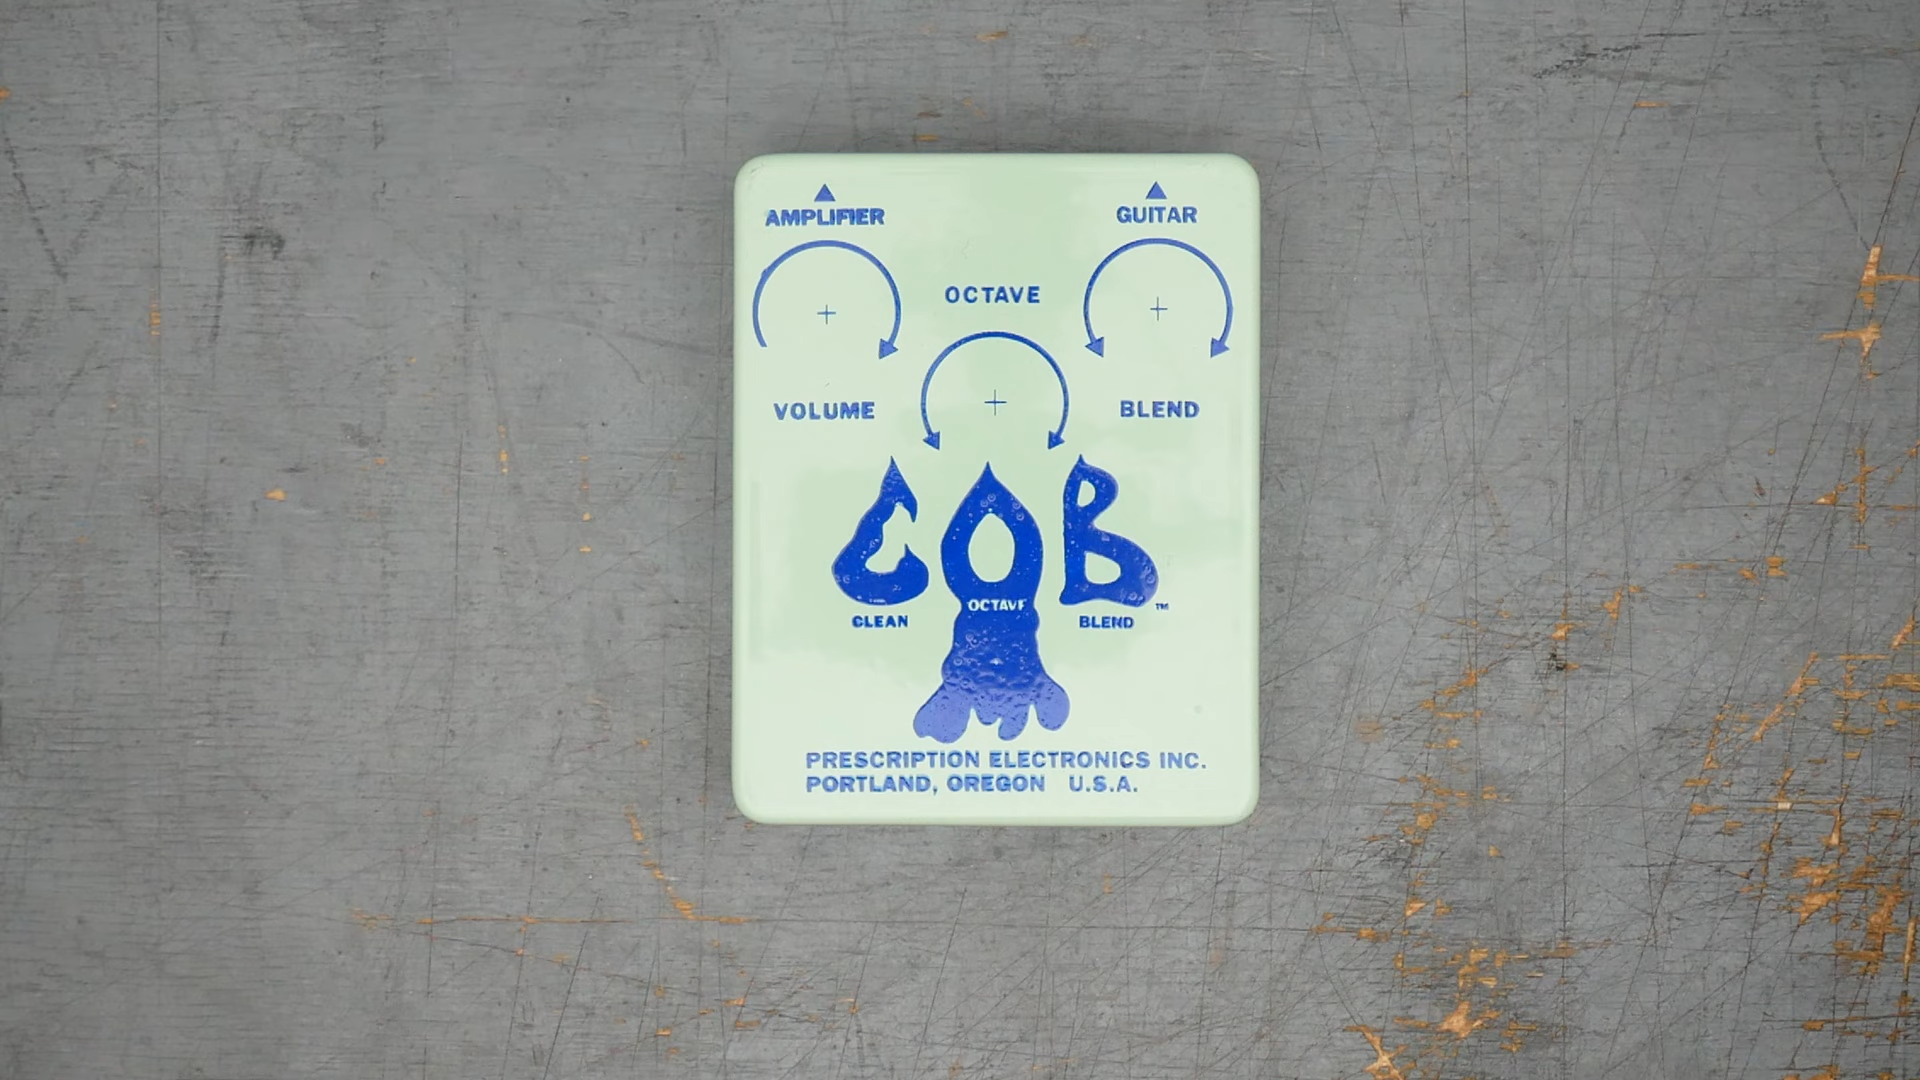 AMPLIFIER GUITAR
OCTAVE
VOLUME BLEND
COB
OCTAVE
CLEAN BLEND ™
PRESCRIPTION ELECTRONICS INC.
PORTLAND, OREGON U.S.A.